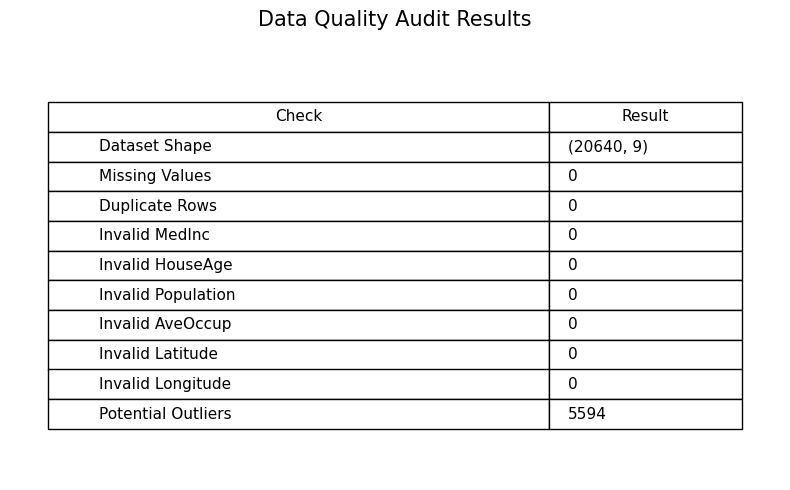 Data Quality Audit Results
Check Result
Dataset Shape (20640, 9)
Missing Values 0
Duplicate Rows 0
Invalid MedInc 0
Invalid HouseAge 0
Invalid Population 0
Invalid AveOccup 0
Invalid Latitude 0
Invalid Longitude 0
Potential Outliers 5594